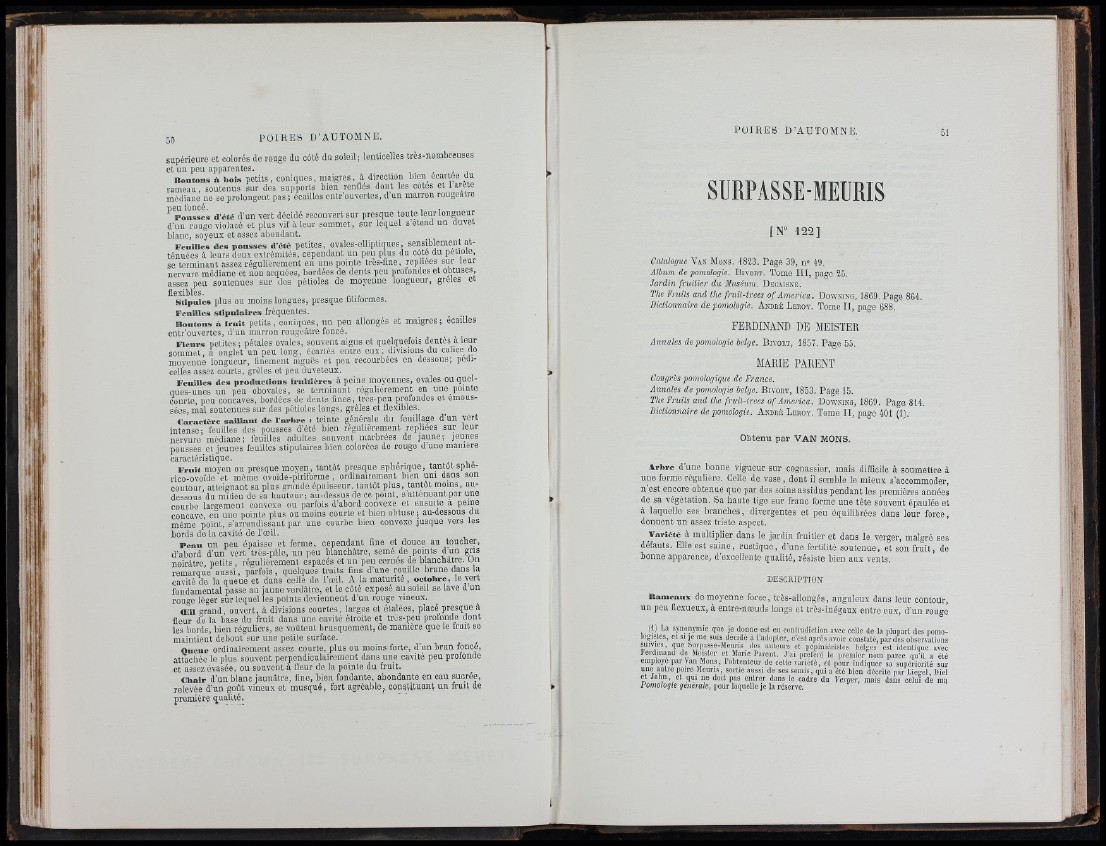 50 POIRES D'AUTOMNE.
supérieure et colorés de rouge du côté du soleil; lenticelles très-nombreuses
et un peu apparentes.
Boutons à bois petits, coniques, maigres, à direction bien écartée du
rameau, soutenus sur des supports bien renflés dont les côtés et l'arête
médiane ne se prolongent pas; écailles entr'ouvertes, d'un marron rougeâtre
peu foncé.
Pousses d'été d'un vert décidé recouvert sur presque toute leur longueur
d'un rouge violacé et plus vif à leur sommet, sur lequel s'étend un duvet
blanc, soyeux et assez abondant.
Feuilles des pousses d'été petites, ovales-elliptiques, sensiblement at-
ténuées à leurs deux extrémités, cependant un peu plus du côté du pétiole,
se terminant assez régulièrement en une pointe très-fine, repliées sur leur
nervure médiane et non arquées, bordées de dents peu profondes et obtuses,
assez peu soutenues sur des pétioles de moyenne longueur, grêles et
flexibles.
Stipules plus ou moins longues, presque filiformes.
Feuilles stipulaires fréquentes.
Boutons à fruit petits, coniques, un peu allongés et maigres; écailles
entr'ouvertes, d'un marron rougeâtre foncé.
Fleurs petites; pétales ovales, souvent aigus et quelquefois dentés à leur
sommet, à onglet un peu long, écartés entre eux; divisions du calice de
moyenne longueur, finement aiguës et peu recourbées en dessous; pédi-
celles assez courts, grêles et peu duveteux.
Feuilles des productions fruitières à peine moyennes, ovales ou quel-
ques-unes un peu obovales, se terminant régulièrement en une pointe
courte, peu concaves, bordées de dents fines, très-peu profondes et émous-
sées, mal soutenues sur des pétioles longs, grêles et flexibles.
Caractère saillant de l'arbre : teinte générale du feuillage d'un vert
intense; feuilles des pousses d'été bien régulièrement repliées sur leur
nervure médiane; feuilles adultes souvent marbrées de jaune; jeunes
pousses et jeunes feuilles stipulaires bien colorées de rouge d'une manière
caractéristique.
Fruit moyen ou presque moyen, tantôt presque sphérique, tantôt sphé-
rico-ovoïde et même ovoïde-piriforme, ordinairement bien uni dans son
contour, atteignant sa plus grande épaisseur, tantôt plus, tantôt moins, au-
dessous du milieu de sa hauteur; au-dessus de ce point, s'atténuant par une
courbe largement convexe ou parfois d'abord convexe et ensuite à peine
concave, en une pointe plus ou moins courte et bien obtuse; au-dessous du
même point, s'arrondissant par une courbe bien convexe jusque vers les
bords de la cavité de l'œil.
Peau un peu épaisse et ferme, cependant fine et douce au toucher,
d'abord d'un vert très-pâle, un peu blanchâtre, semé de points d'un gris
noirâtre, petits, régulièrement espacés et un peu cernés de blanchâtre. On
remarque aussi, parfois, quelques traits fins d'une rouille brune dans la
cavité de la queue et dans celle de l'œil. A la maturité, octobre, le vert
fondamental passe au jaune verdâtre, et le côté exposé au soleil se lave d'un
rouge léger sur lequel les points deviennent d'un rouge vineux.
Œil grand, ouvert, à divisions courtes, larges et étalées, placé presque à
fleur de la base du fruit dans une cavité étroite et très-peu profonde dont
les bords, bien réguliers, se voûtent brusquement, de manière que le fruit se
maintient debout sur une petite surface.
Queue ordinairement assez courte, plus ou moins forte, d'un bran foncé,
attachée le plus souvent perpendiculairement dans une cavité peu profonde
et assez évasée, ou souvent à fleur de la pointe du fruit.
Chair d'un blanc jaunâtre, fine, bien fondante, abondante en eau sucrée,
relevée d'un goût vineux et musqué, fort agréable, constituant un fruit de
première qualité.
POIRES D'AUTOMNE. 51
SURPASSE-MEURIS
[N° 122]
Catalogue VAN MONS. 1823. Page 39, n° 49.
Album de pomologie. BIVORT. Tome III, page 25.
Jardin fruitier du Muséum. DECAISNE.
The Fruits and the fruit-trees of America. DOWNING, 1869. Page 864.
Dictionnaire de pomologie. ANDRÉ LEROY. Tome II, page 688.
FERDINAND DE MEISTER
Annales de pomologie belge. BIVORT, 1857. Page 55.
MARIE PARENT
Congrès pomologique de France.
Annales de pomologie belge. BIVORT, 1853. Page 15.
The Fruits and the fruit-trees of America. DOWNING, 1869. Page 814.
Dictionnaire de pomologie. ANDRÉ LEROY. Tome II, page 401 (1).
Obtenu par VAN MONS.
Arbre d'une bonne vigueur sur cognassier, mais difficile à soumettre à
une forme régulière. Celle de vase, dont il semble le mieux s'accommoder,
n'est encore obtenue que par des soins assidus pendant les premières années
de sa végétation. Sa haute tige sur franc forme une tête souvent épaulée et
à laquelle ses branches, divergentes et peu équilibrées dans leur force,
donnent un assez triste aspect.
Variété à multiplier dans le jardin fruitier et dans le verger, malgré ses
défauts. Elle est saine, rustique, d'une fertilité soutenue, et son fruit, de
bonne apparence, d'excellente qualité, résiste bien aux vents.
DESCRIPTION
Rameaux de moyenne force, très-allongés, anguleux dans leur contour,
un peu flexueux, à entre-nœuds longs et très-inégaux entre eux, d'un rouge
(1) La synonymie que je donne est en contradiction avec celle de la plupart des pomo-
logistes, et si je me suis décidé à l'adopter, c'est après avoir constaté, par des observations
suivies, que Surpasse-Meuris des auteurs et pépiniéristes belges est identique avec
Ferdinand de Meister et Marie Parent. J'ai préféré le premier nom parce qu'il a été
employé par Van Mons, l'obtenteur de cette variété, et pour indiquer sa supériorité sur
une autre poire Meuris, sortie aussi de ses semis, qui a été bien décrite par Liegel, Diel
et Jahn, et qui ne doit pas entrer dans le cadre du Verger, mais dans celui de ma
Pomologie générale, pour laquelle je la réserve.